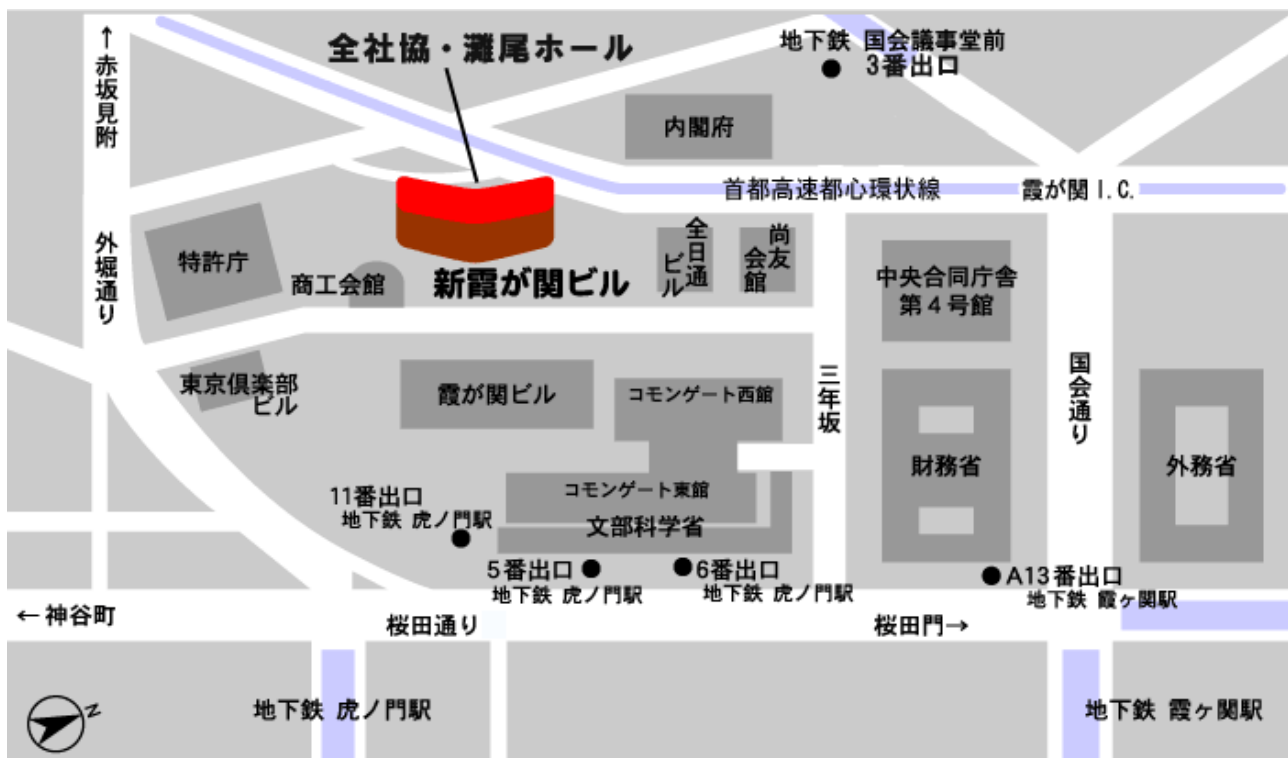 ↑赤坂見附
全社協・灘尾ホール
地下鉄 国会議事堂前
3番出口
内閣府
首都高速都心環状線
霞が関 I.C.
外堀通り
特許庁
商工会館
新霞が関ビル
全日通
ビル
尚友
会館
中央合同庁舎
第4号館
東京倶楽部
ビル
霞が関ビル
コモンゲート西館
三年坂
国会通り
財務省
外務省
コモンゲート東館
文部科学省
11番出口
地下鉄 虎ノ門駅
5番出口
地下鉄 虎ノ門駅
6番出口
地下鉄 虎ノ門駅
A13番出口
地下鉄 霞ヶ関駅
←神谷町
桜田通り
桜田門→
N
地下鉄 虎ノ門駅
地下鉄 霞ヶ関駅